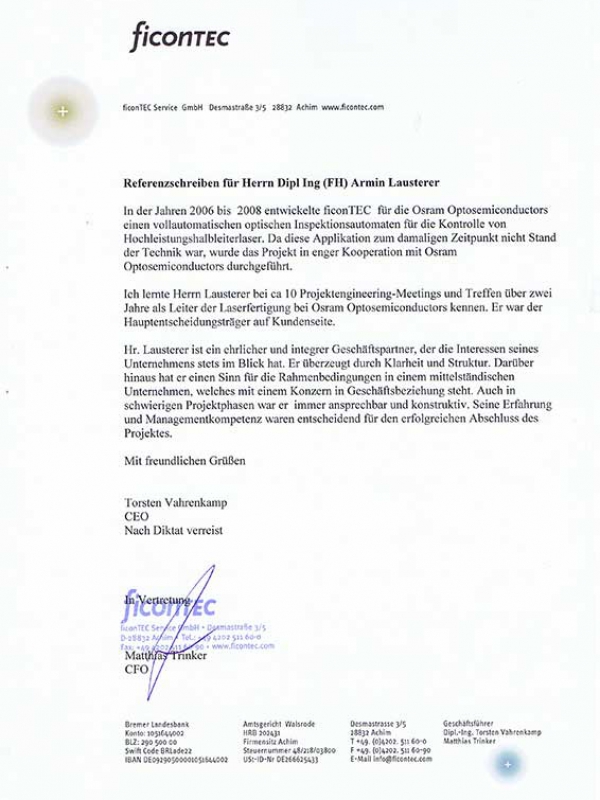 ficonTEC
ficonTEC Service GmbH Desmastraße 3/5 28832 Achim www.ficontec.com
Referenzschreiben für Herrn Dipl Ing (FH) Armin Lausterer
In der Jahren 2006 bis 2008 entwickelte ficonTEC für die Osram Optosemiconductors
einen vollautomatischen optischen Inspektionsautomaten für die Kontrolle von
Hochleistungshalbleiterlaser. Da diese Applikation zum damaligen Zeitpunkt nicht Stand
der Technik war, wurde das Projekt in enger Kooperation mit Osram
Optosemiconductors durchgeführt.
Ich lernte Herrn Lausterer bei ca 10 Projektengineering-Meetings und Treffen über zwei
Jahre als Leiter der Laserfertigung bei Osram Optosemiconductors kennen. Er war der
Hauptentscheidungsträger auf Kundenseite.
Hr. Lausterer ist ein ehrlicher und integrer Geschäftspartner, der die Interessen seines
Unternehmens stets im Blick hat. Er überzeugt durch Klarheit und Struktur. Darüber
hinaus hat er einen Sinn für die Rahmenbedingungen in einem mittelständischen
Unternehmen, welches mit einem Konzern in Geschäftsbeziehung steht. Auch in
schwierigen Projektphasen war er immer ansprechbar und konstruktiv. Seine Erfahrung
und Managementkompetenz waren entscheidend für den erfolgreichen Abschluss des
Projektes.
Mit freundlichen Grüßen
Torsten Vahrenkamp
CEO
Nach Diktat verreist
In Vertretung
ficonTEC
ficonTEC Service GmbH • Desmastraße 3/5
D-28832 Achim • Tel.: +49 4202 511 60-0
Fax: +49 4202 511 60-90 • www.ficontec.com
Matthias Trinker
CFO
Bremer Landesbank
Konto: 1051644002
BLZ: 290 500 00
Swift Code BRLade22
IBAN DE09290500001051644002
Amtsgericht Walsrode
HRB 202431
Firmensitz Achim
Steuernummer 48/218/03800
USt-ID-Nr DE266625433
Desmastrasse 3/5
28832 Achim
T +49. (0)4202. 511 60-0
F +49. (0)4202. 511 60-90
E-Mail info@ficontec.com
Geschäftsführer
Dipl.-Ing. Torsten Vahrenkamp
Matthias Trinker